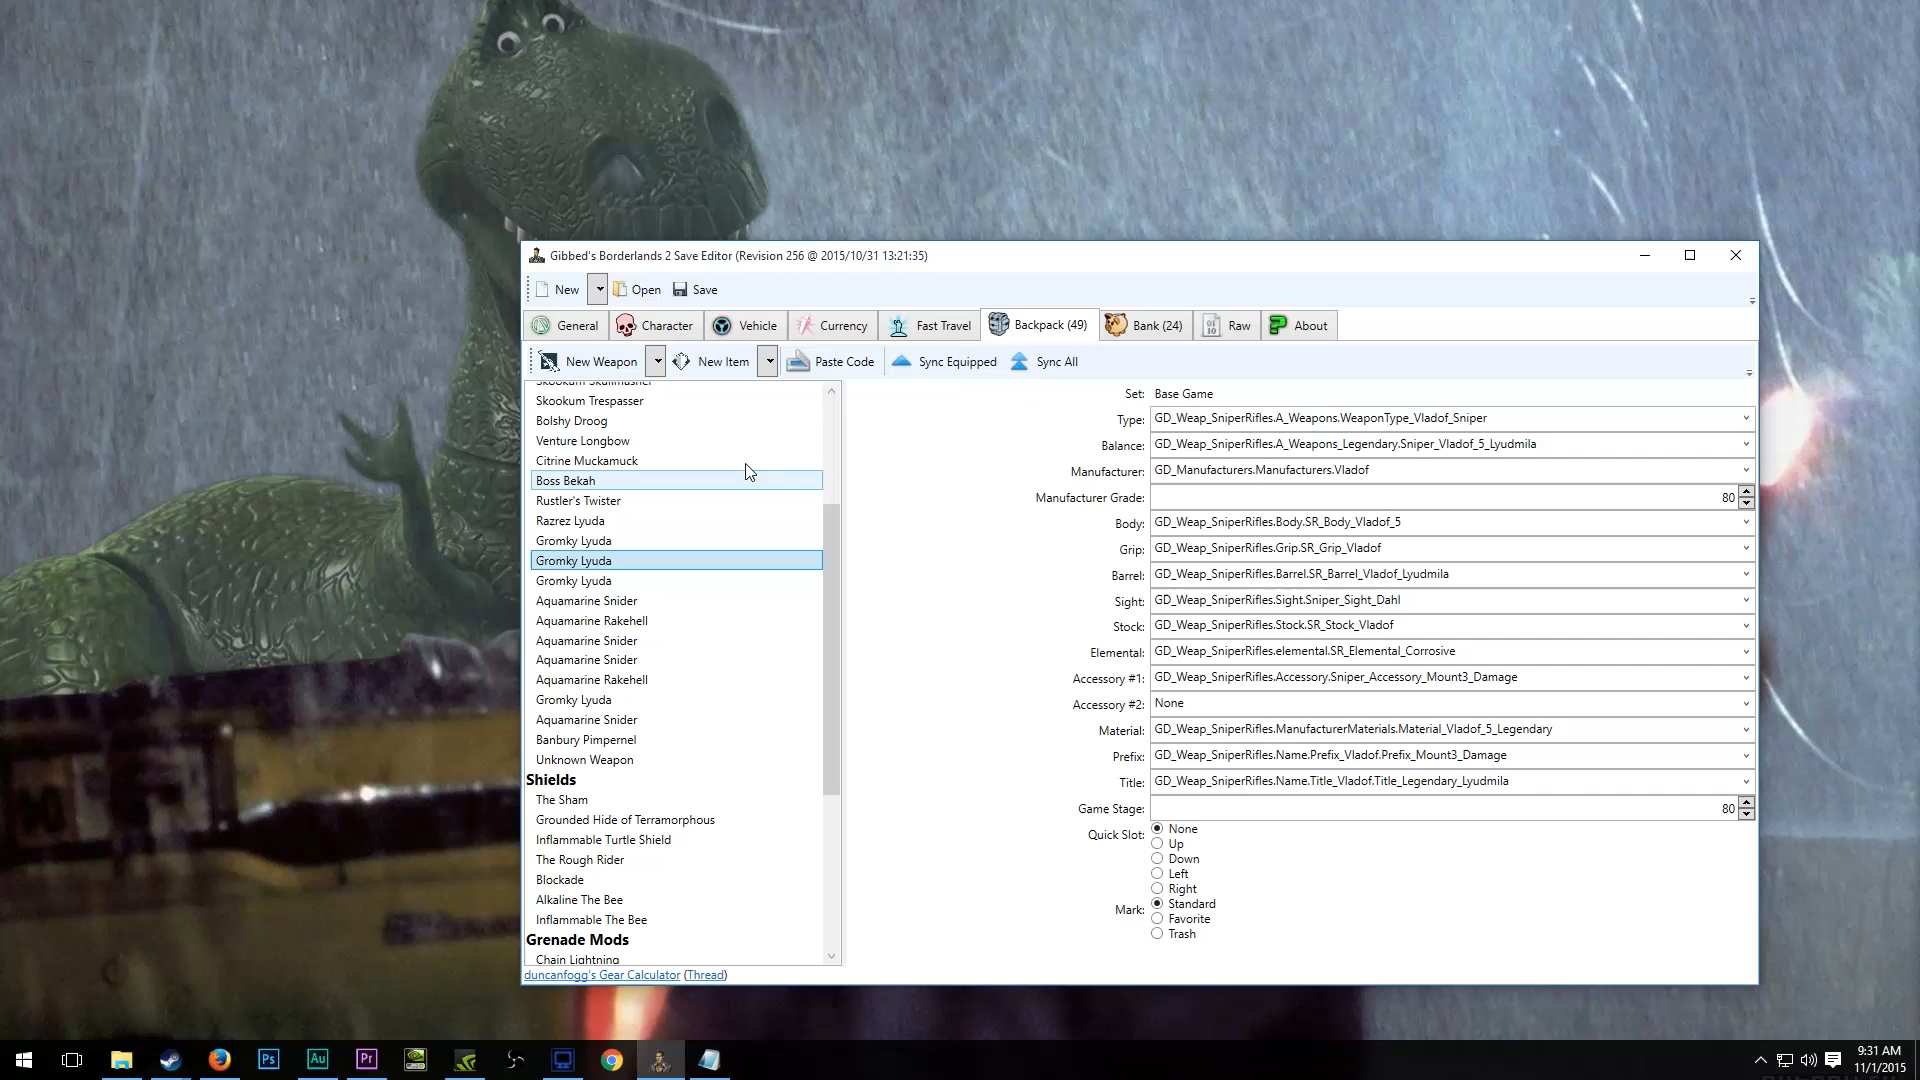 Gibbed's Borderlands 2 Save Editor (Revision 256 @ 2015/10/31 13:21:35)
New Open Save
General Character Vehicle Currency Fast Travel Backpack (49) Bank (24) Raw About
New Weapon New Item Paste Code Sync Equipped Sync All
Skookum Skullmasher
Skookum Trespasser
Bolshy Droog
Venture Longbow
Citrine Muckamuck
Boss Bekah
Rustler's Twister
Razrez Lyuda
Gromky Lyuda
Gromky Lyuda
Gromky Lyuda
Aquamarine Snider
Aquamarine Rakehell
Aquamarine Snider
Aquamarine Snider
Aquamarine Rakehell
Gromky Lyuda
Aquamarine Snider
Banbury Pimpernel
Unknown Weapon
Shields
The Sham
Grounded Hide of Terramorphous
Inflammable Turtle Shield
The Rough Rider
Blockade
Alkaline The Bee
Inflammable The Bee
Grenade Mods
Chain Lightning
duncanfogg's Gear Calculator (Thread)
Set: Base Game
Type: GD_Weap_SniperRifles.A_Weapons.WeaponType_Vladof_Sniper
Balance: GD_Weap_SniperRifles.A_Weapons_Legendary.Sniper_Vladof_5_Lyudmila
Manufacturer: GD_Manufacturers.Manufacturers.Vladof
Manufacturer Grade: 80
Body: GD_Weap_SniperRifles.Body.SR_Body_Vladof_5
Grip: GD_Weap_SniperRifles.Grip.SR_Grip_Vladof
Barrel: GD_Weap_SniperRifles.Barrel.SR_Barrel_Vladof_Lyudmila
Sight: GD_Weap_SniperRifles.Sight.Sniper_Sight_Dahl
Stock: GD_Weap_SniperRifles.Stock.SR_Stock_Vladof
Elemental: GD_Weap_SniperRifles.elemental.SR_Elemental_Corrosive
Accessory #1: GD_Weap_SniperRifles.Accessory.Sniper_Accessory_Mount3_Damage
Accessory #2: None
Material: GD_Weap_SniperRifles.ManufacturerMaterials.Material_Vladof_5_Legendary
Prefix: GD_Weap_SniperRifles.Name.Prefix_Vladof.Prefix_Mount3_Damage
Title: GD_Weap_SniperRifles.Name.Title_Vladof.Title_Legendary_Lyudmila
Game Stage: 80
Quick Slot: None
Up
Down
Left
Right
Mark: Standard
Favorite
Trash
Ps Au Pr
9:31 AM
11/1/2015